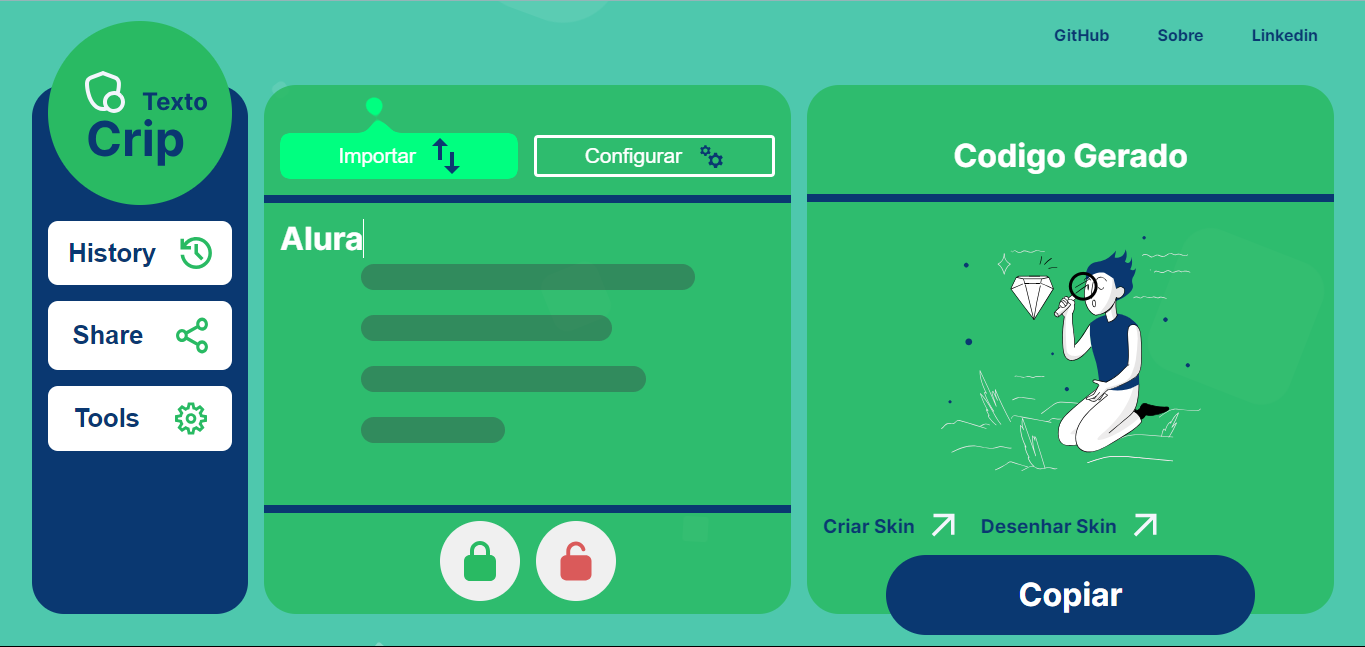 GitHub Sobre Linkedin
Texto
Crip
History
Share
Tools
Importar
Configurar
Alura
Codigo Gerado
Criar Skin
Desenhar Skin
Copiar